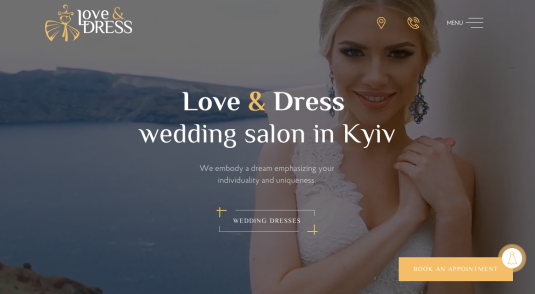 Love &
DRESS
MENU
Love & Dress
wedding salon in Kyiv
We embody a dream emphasizing your
individuality and uniqueness
WEDDING DRESSES
BOOK AN APPOINTMENT